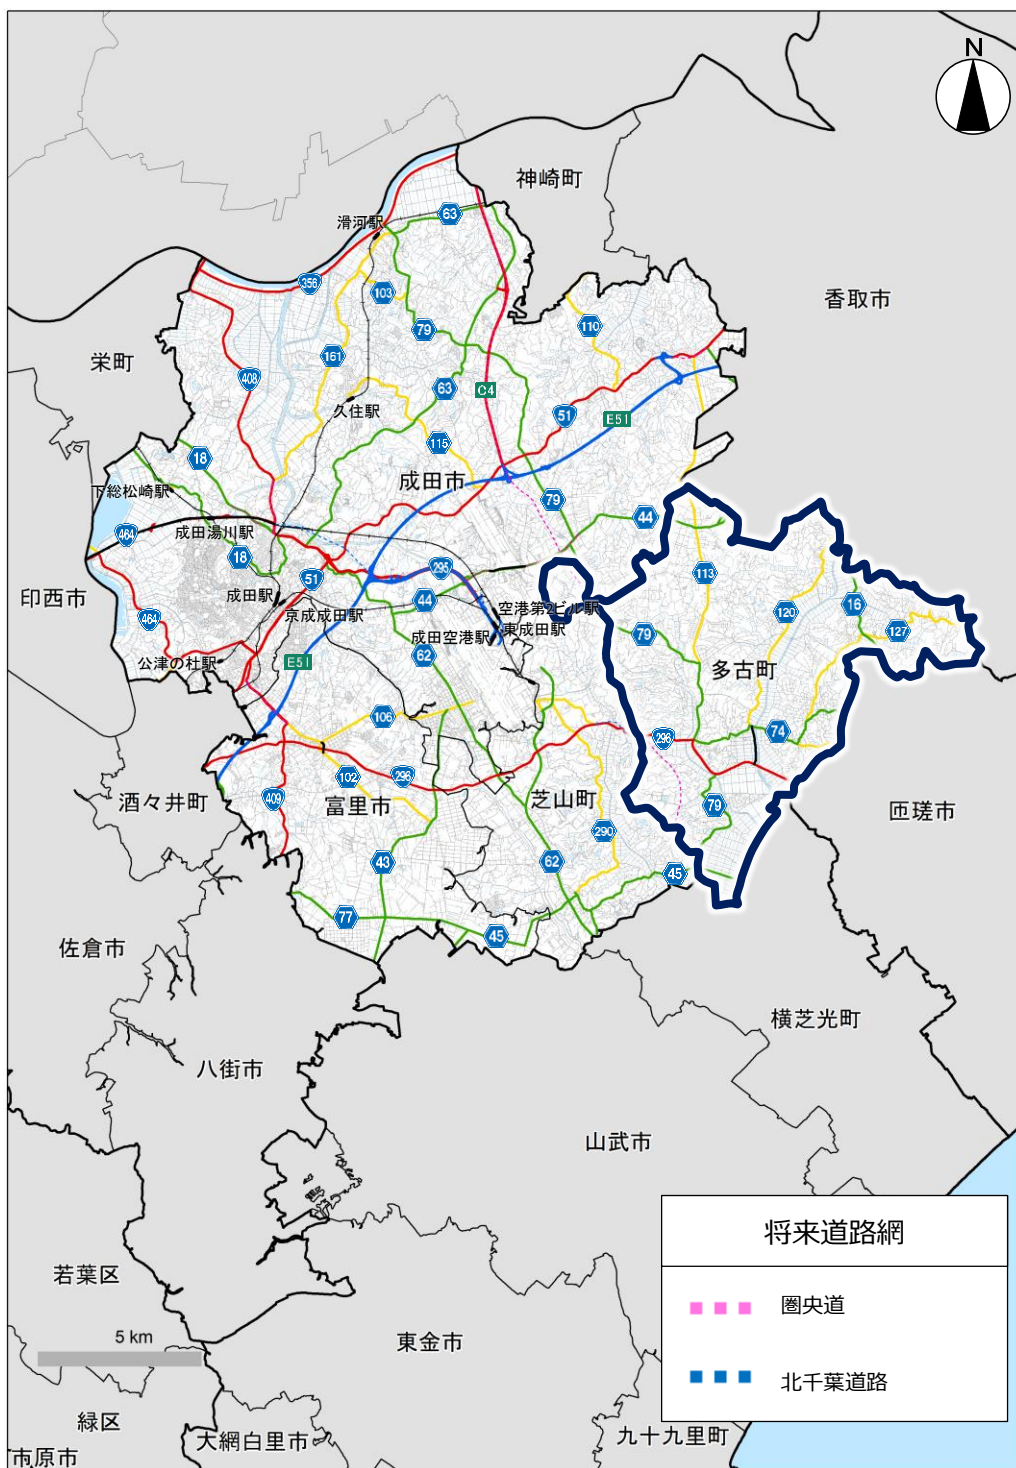 N
神崎町
滑河駅
63
356
103
香取市
79
110
161
栄町
408
63
C4
久住駅
51
E51
115
18
成田市
下総松崎駅
79
44
464
成田湯川駅
18
295
113
51
印西市
成田駅
44
空港第2ビル駅
120
16
464
京成成田駅
東成田駅
127
成田空港駅
79
公津の杜駅
E51
62
多古町
106
74
296
102
296
酒々井町
409
富里市
芝山町
79
匝瑳市
290
43
62
45
77
45
佐倉市
横芝光町
八街市
山武市
将来道路網
若葉区
圏央道
5 km
東金市
北千葉道路
緑区
大網白里市
九十九里町
市原市